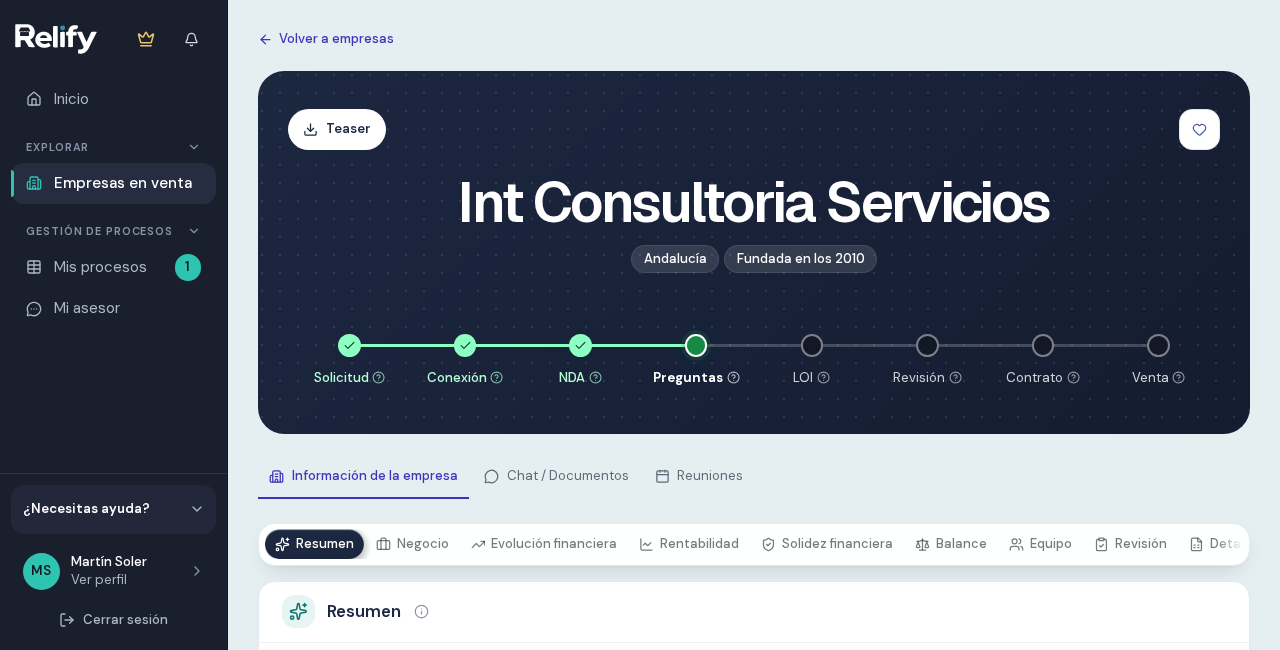 Relify
Inicio
EXPLORAR
Empresas en venta
GESTIÓN DE PROCESOS
Mis procesos 1
Mi asesor
¿Necesitas ayuda?
MS Martín Soler
Ver perfil
Cerrar sesión
Volver a empresas
Teaser
Int Consultoria Servicios
Andalucía Fundada en los 2010
Solicitud Conexión NDA Preguntas LOI Revisión Contrato Venta
Información de la empresa Chat / Documentos Reuniones
Resumen Negocio Evolución financiera Rentabilidad Solidez financiera Balance Equipo Revisión Deta
Resumen